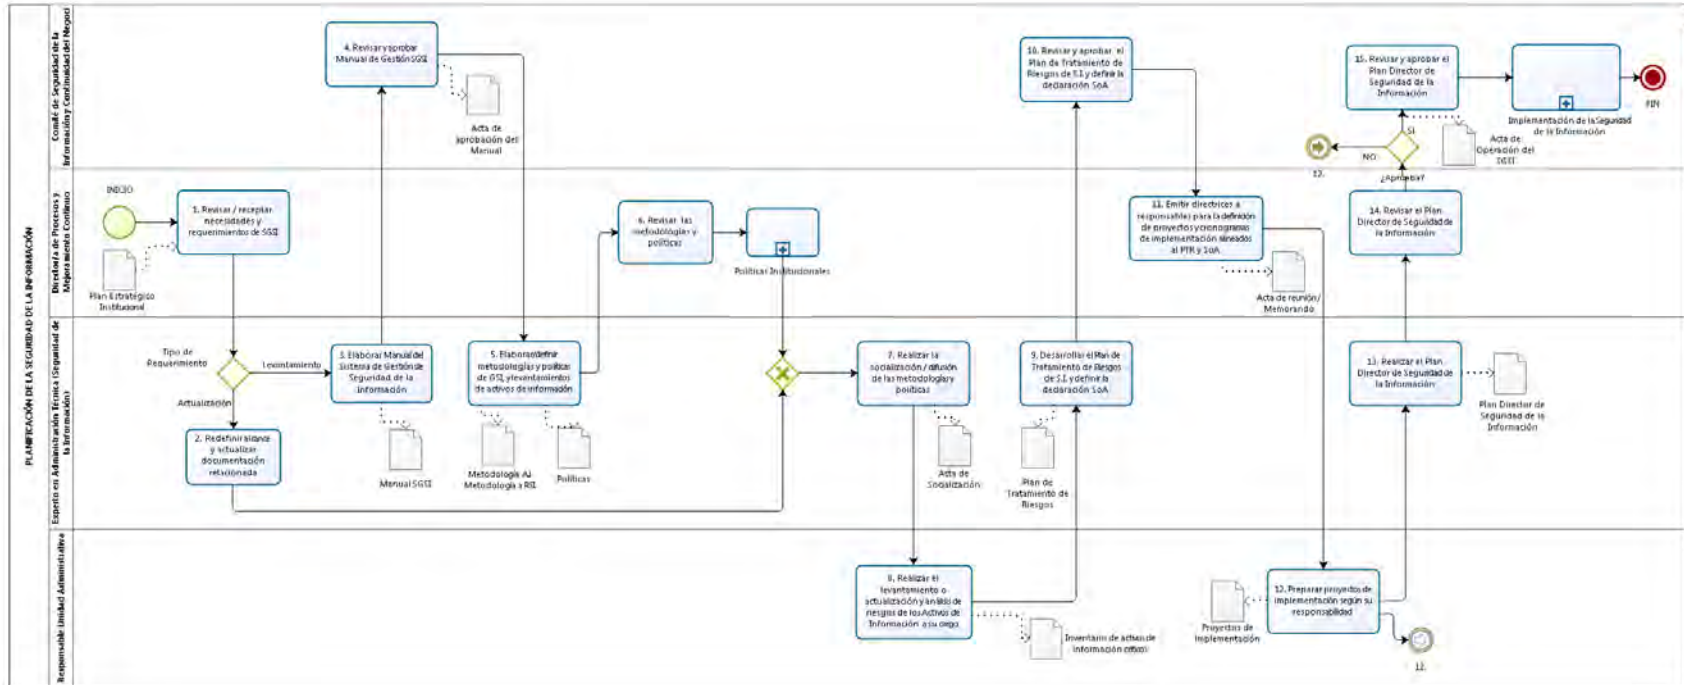 PLANIFICACIÓN DE LA SEGURIDAD DE LA INFORMACIÓN
Comité de Seguridad de la
Información y Continuidad del Negoci
4. Revisar y aprobar
Manual de Gestión SGSI
Acta de
aprobación del
Manual
10. Revisar y aprobar el
Plan de Tratamiento de
Riesgos de S.I. y definir la
declaración SoA
15. Revisar y aprobar el
Plan Director de
Seguridad de la
Información
Implementación de la Seguridad
de la Información
FIN
SI
NO
12.
¿Aprueba?
Acta de
Operación del
Directoría de Procesos y
Mejoramiento Continuo
INICIO
1. Revisar / receptar
necesidades y
requerimientos de SGSI
Plan Estratégico
Institucional
6. Revisar las
metodologías y
políticas
Políticas Institucionales
11. Emitir directrices a
responsables para la definición
de proyectos y cronogramas
de implementación alineados
al PTR y SoA
Acta de reunión/
Memorando
14. Revisar el Plan
Director de Seguridad de
la Información
Experto en Administración Técnica (Seguridad de
la Información)
Tipo de
Requerimiento
Levantamiento
Actualización
2. Redefinir alcance
y actualizar
documentación
relacionada
3. Elaborar Manual del
Sistema de Gestión de
Seguridad de la
Información
Manual SGSI
5. Elaborar/definir
metodologías y políticas
de GSI, y levantamientos
de activos de información
Metodología AI
Metodología a RSI
Políticas
7. Realizar la
socialización / difusión
de las metodologías y
políticas
Acta de
Socialización
9. Desarrollar el Plan de
Tratamiento de Riesgos
de S.I. y definir la
declaración SoA
Plan de
Tratamiento de
Riesgos
13. Realizar el Plan
Director de Seguridad de
la Información
Plan Director de
Seguridad de la
Información
Responsable Unidad Administrativa
8. Realizar el
levantamiento o
actualización y análisis de
riesgos de los Activos de
Información a su cargo
Inventario de activo de
información crítico
12. Preparar proyectos de
implementación según su
responsabilidad
Proyectos de
Implementación
12.